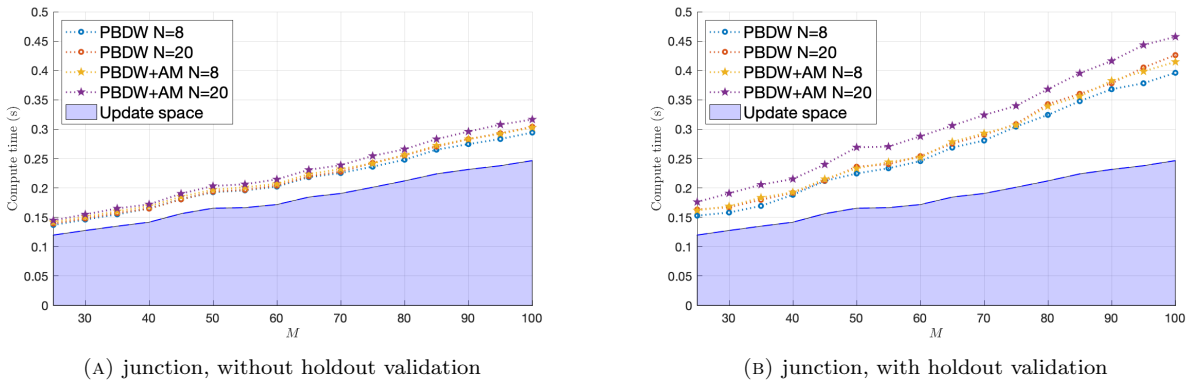 0.5
0.45
0.4
0.35
0.3
0.25
0.2
0.15
0.1
0.05
0
Compute time (s)
PBDW N=8
PBDW N=20
PBDW+AM N=8
PBDW+AM N=20
Update space
30 40 50 60 70 80 90 100
M
(A) junction, without holdout validation
0.5
0.45
0.4
0.35
0.3
0.25
0.2
0.15
0.1
0.05
0
Compute time (s)
PBDW N=8
PBDW N=20
PBDW+AM N=8
PBDW+AM N=20
Update space
30 40 50 60 70 80 90 100
M
(B) junction, with holdout validation